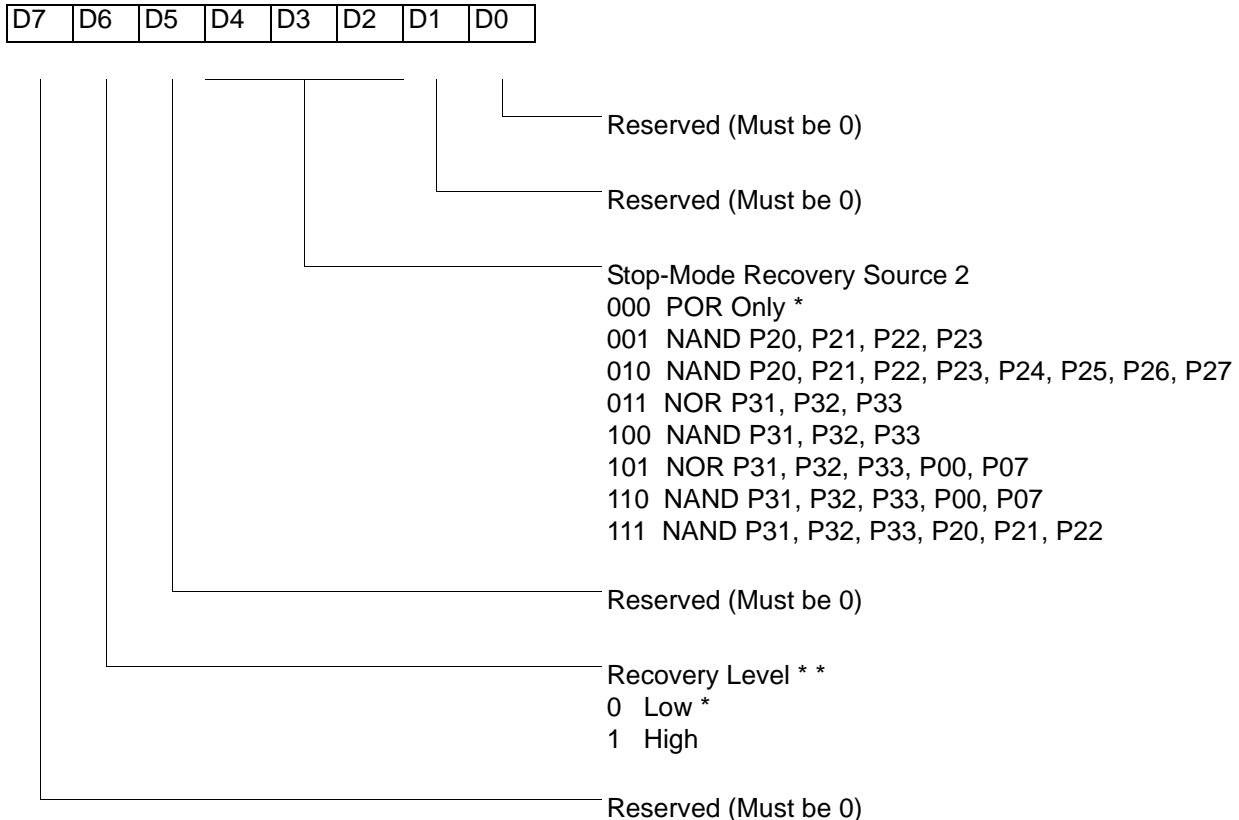 D7 D6 D5 D4 D3 D2 D1 D0
Reserved (Must be 0)
Reserved (Must be 0)
Stop-Mode Recovery Source 2
000 POR Only *
001 NAND P20, P21, P22, P23
010 NAND P20, P21, P22, P23, P24, P25, P26, P27
011 NOR P31, P32, P33
100 NAND P31, P32, P33
101 NOR P31, P32, P33, P00, P07
110 NAND P31, P32, P33, P00, P07
111 NAND P31, P32, P33, P20, P21, P22
Reserved (Must be 0)
Recovery Level * *
0 Low *
1 High
Reserved (Must be 0)